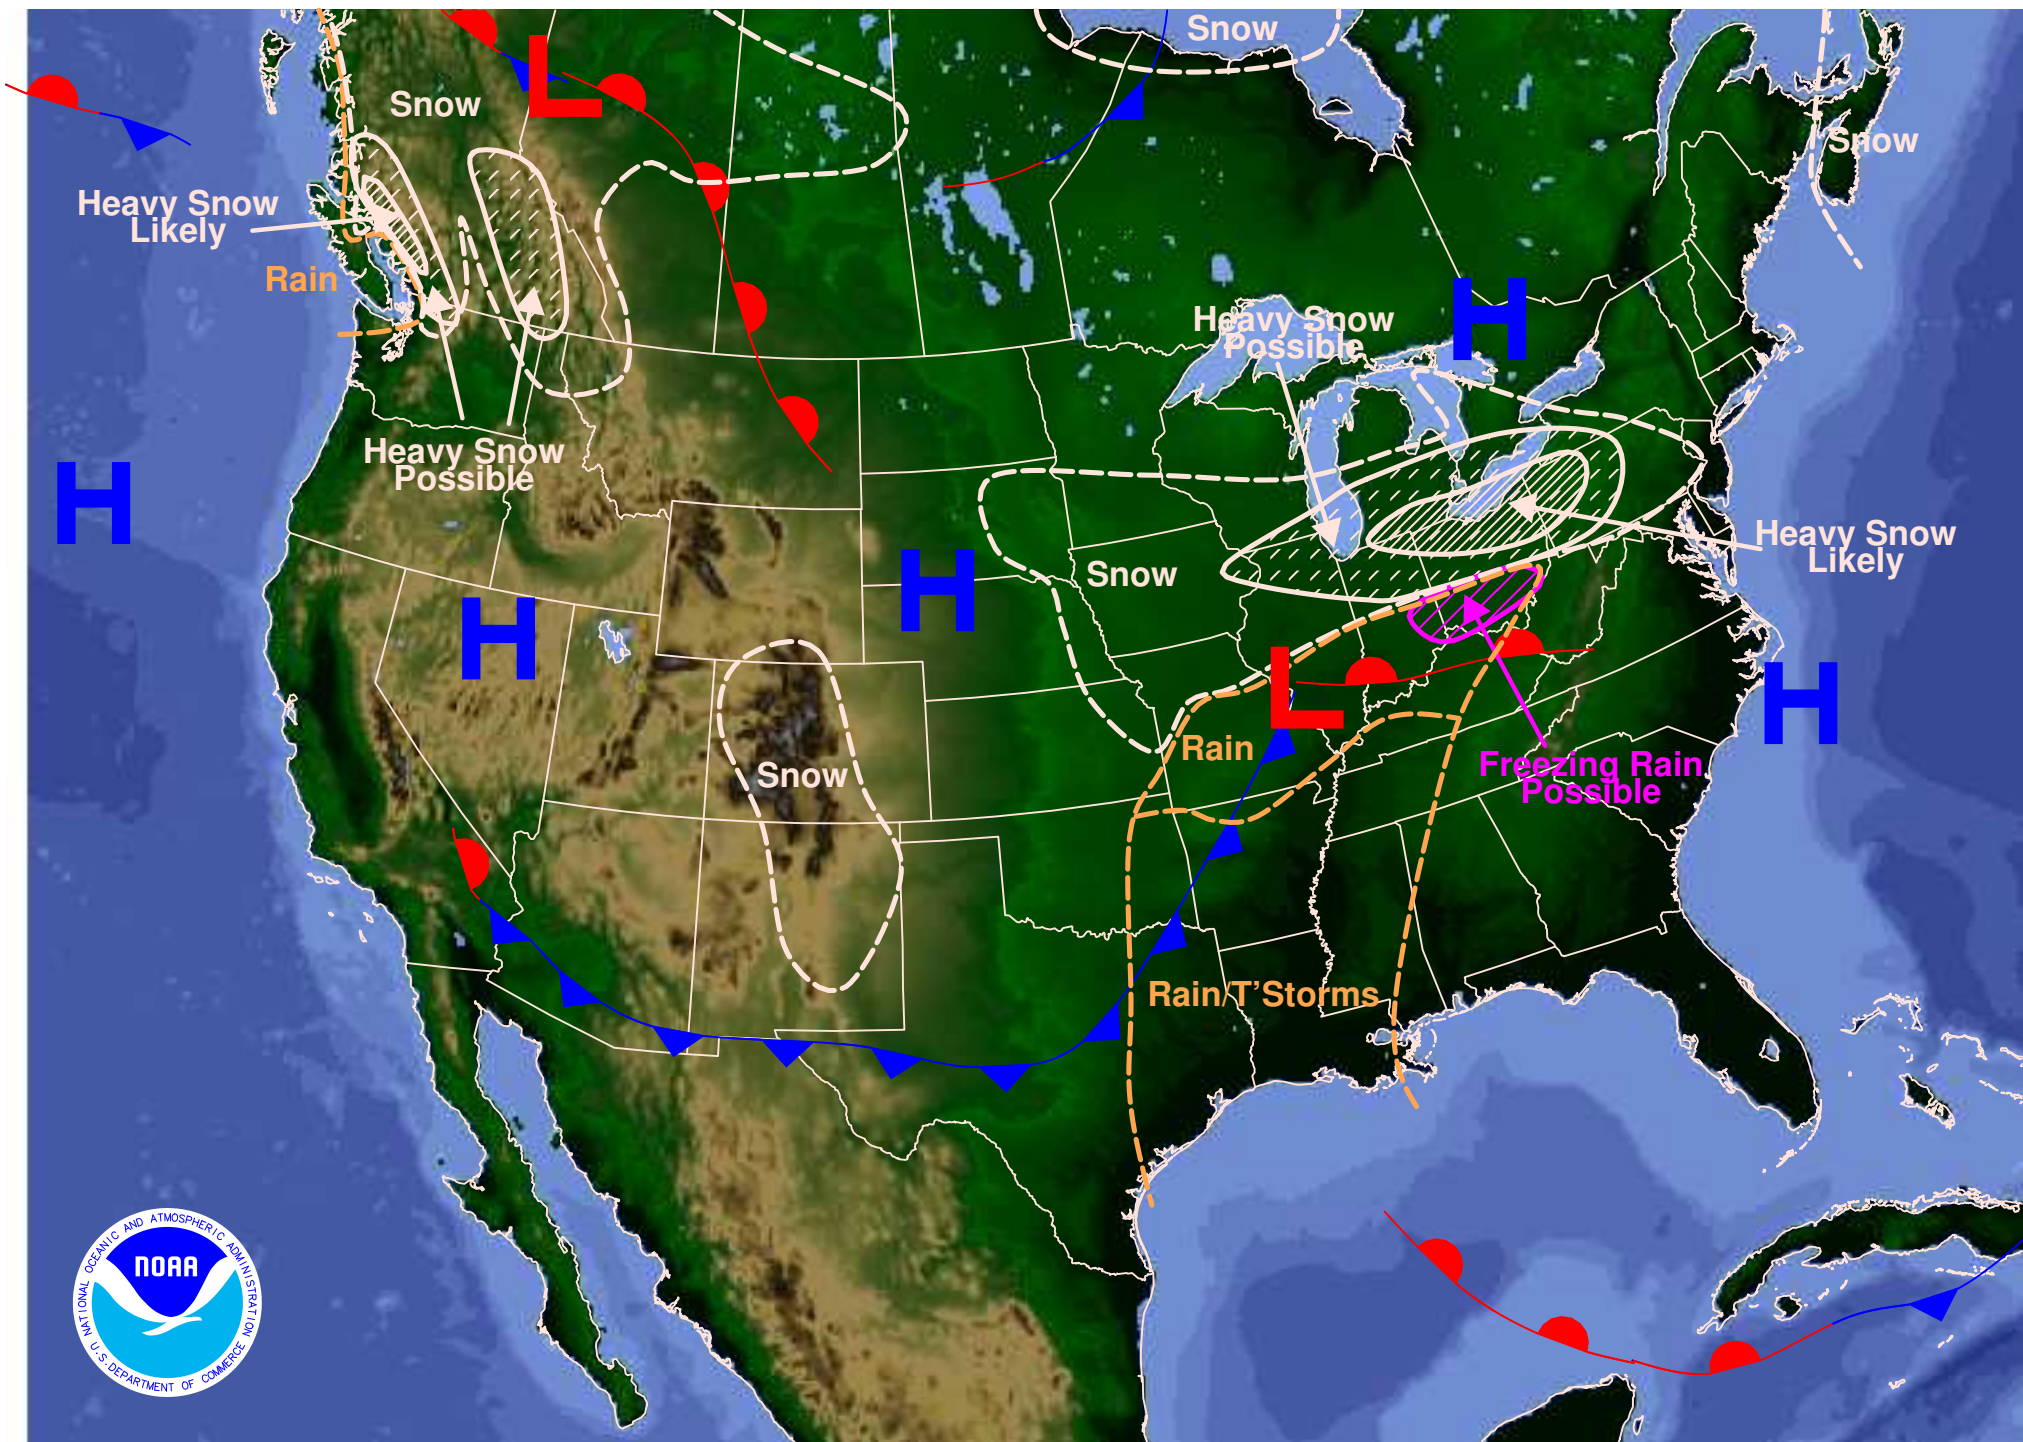 Snow
L
Snow
Snow
Heavy Snow
Likely
Rain
H
Heavy Snow
Possible
Heavy Snow
Possible
H
Heavy Snow
Likely
H
Snow
H
H
L
H
Rain
Snow
Freezing Rain
Possible
Rain/T'Storms
NATIONAL OCEANIC AND ATMOSPHERIC ADMINISTRATION
NOAA
U.S. DEPARTMENT OF COMMERCE